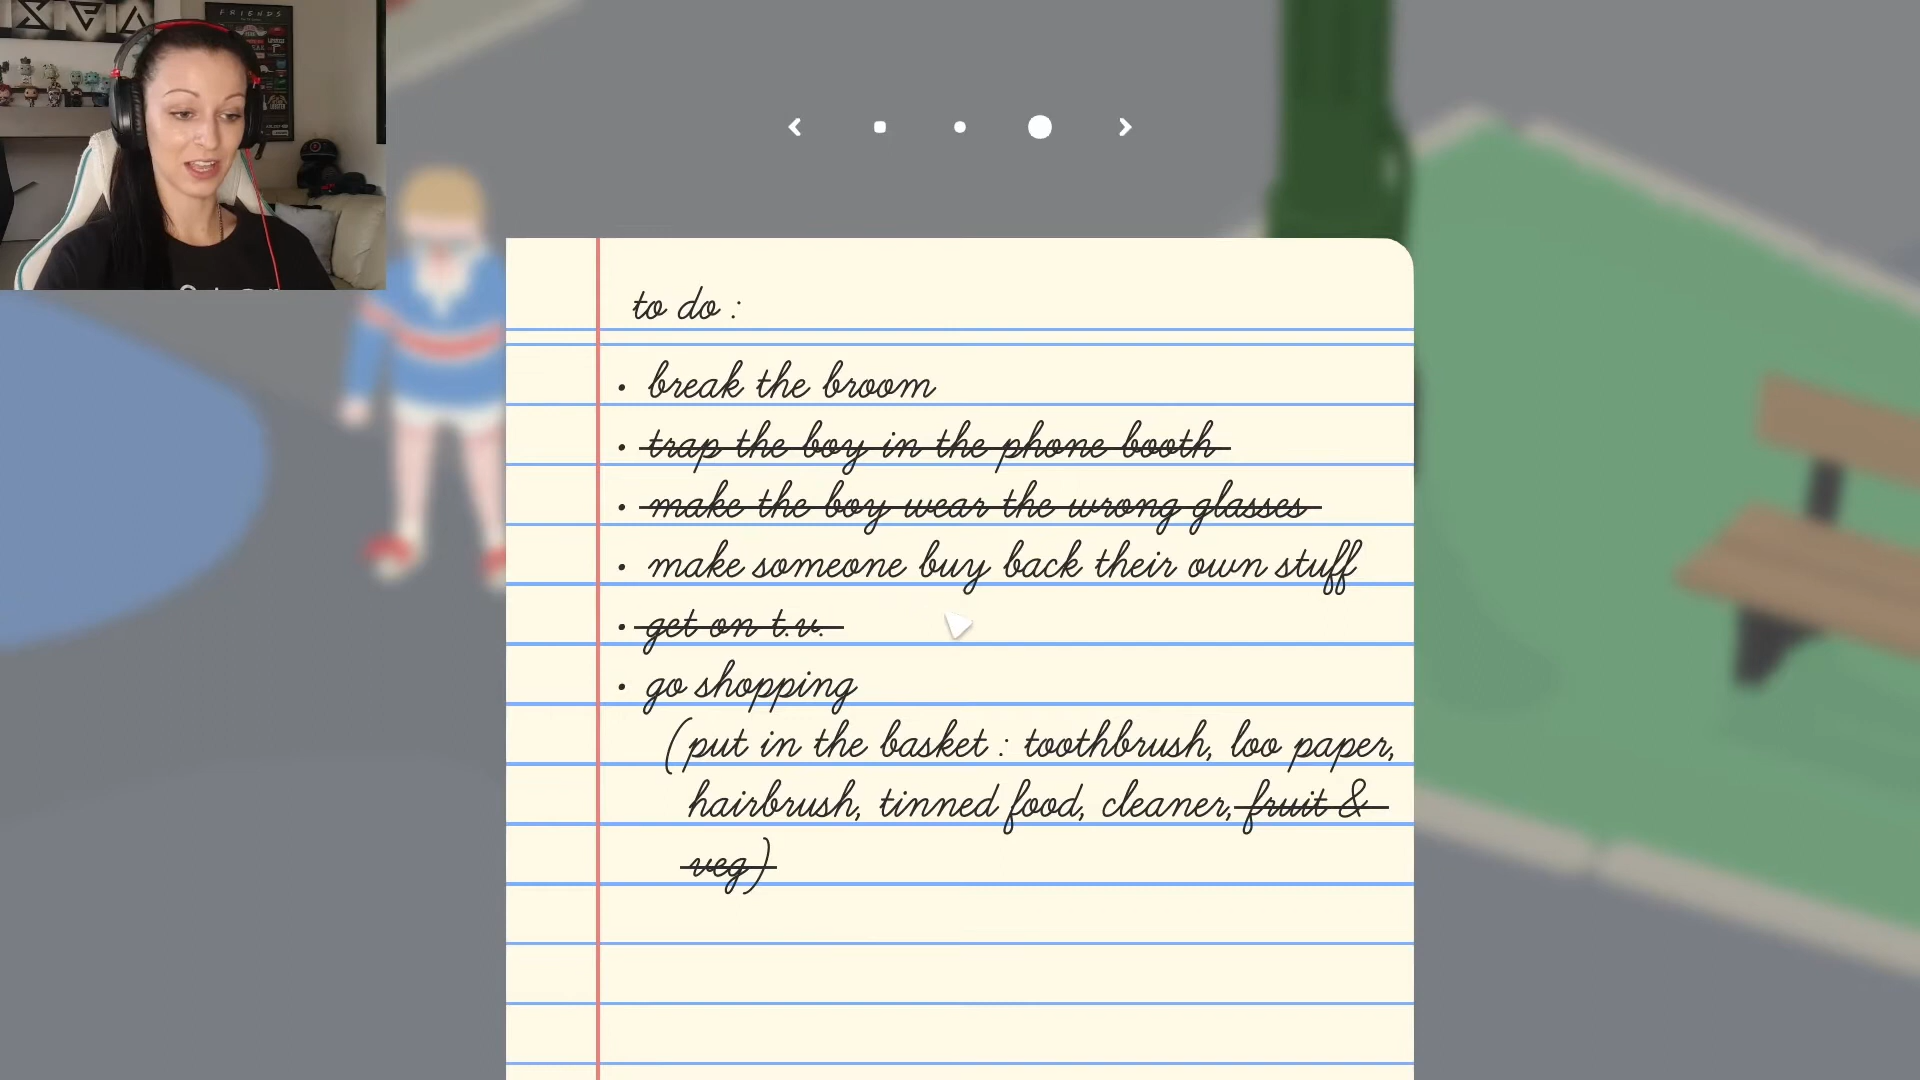 FRIENDS
to do :
• break the broom
• trap the boy in the phone booth
• make the boy wear the wrong glasses
• make someone buy back their own stuff
• get on t.v.
• go shopping
(put in the basket : toothbrush, loo paper,
hairbrush, tinned food, cleaner, fruit &
veg)